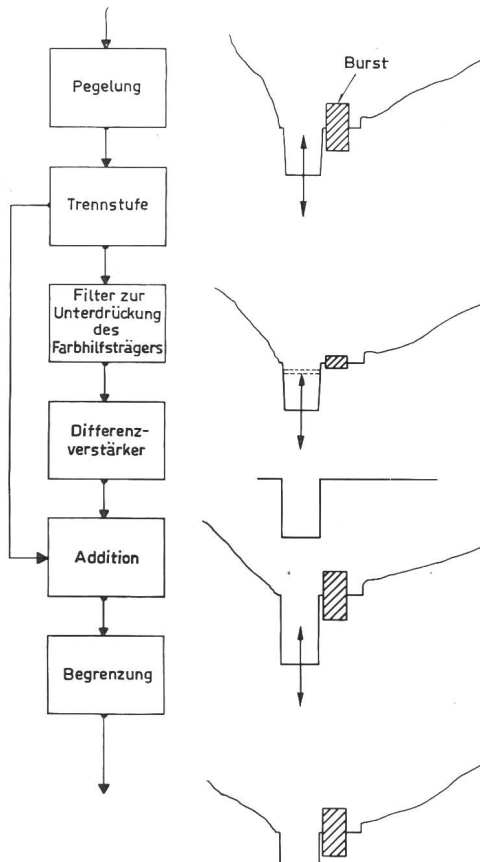 Pegelung
Burst
Trennstufe
Filter zur
Unterdrückung
des
Farbhilfsträgers
Differenz-
verstärker
Addition
Begrenzung